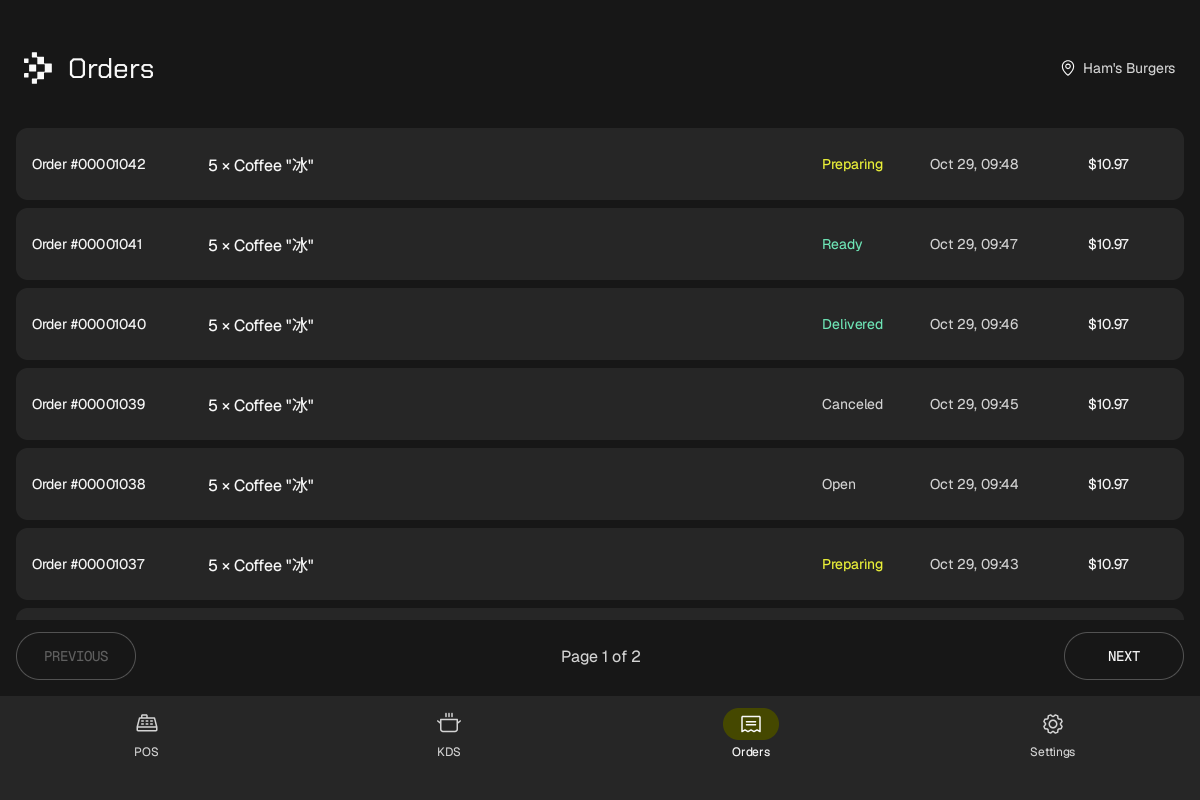 Orders
Ham's Burgers
Order #00001042 5 × Coffee "冰" Preparing Oct 29, 09:48 $10.97
Order #00001041 5 × Coffee "冰" Ready Oct 29, 09:47 $10.97
Order #00001040 5 × Coffee "冰" Delivered Oct 29, 09:46 $10.97
Order #00001039 5 × Coffee "冰" Canceled Oct 29, 09:45 $10.97
Order #00001038 5 × Coffee "冰" Open Oct 29, 09:44 $10.97
Order #00001037 5 × Coffee "冰" Preparing Oct 29, 09:43 $10.97
PREVIOUS Page 1 of 2 NEXT
POS KDS Orders Settings